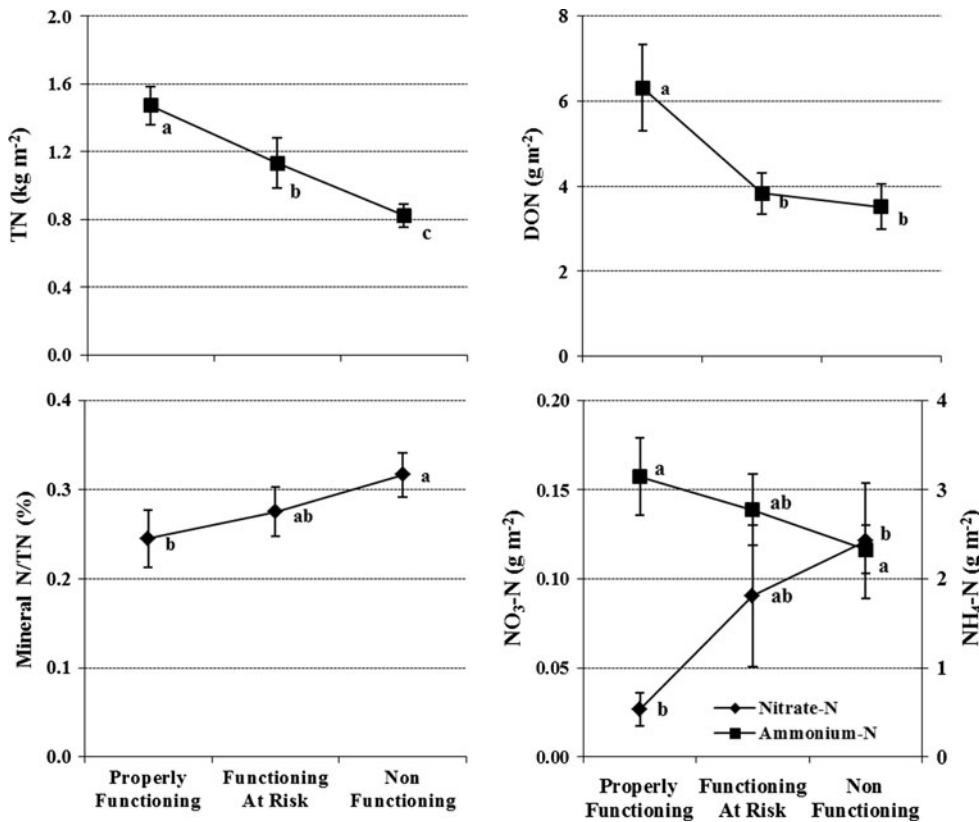 2.0
1.6
1.2
0.8
0.4
0.0
TN (kg m⁻²)
a
b
c
8
6
4
2
0
DON (g m⁻²)
a
b
b
0.4
0.3
0.2
0.1
0.0
Mineral N/TN (%)
b
ab
a
Properly Functioning
Functioning At Risk
Non Functioning
0.20
0.15
0.10
0.05
0.00
NO₃-N (g m⁻²)
4
3
2
1
0
NH₄-N (g m⁻²)
a
ab
b
a
ab
b
Nitrate-N
Ammonium-N
Properly Functioning
Functioning At Risk
Non Functioning